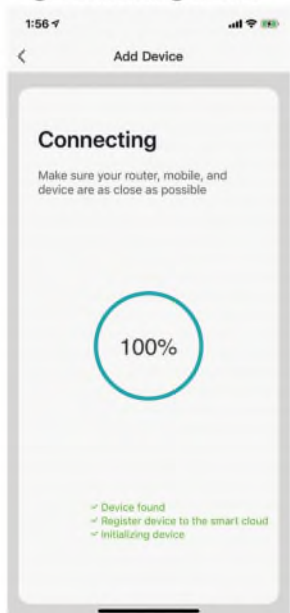 1:56
Add Device
Connecting
Make sure your router, mobile, and
device are as close as possible
100%
Device found
Register device to the smart cloud
Initializing device